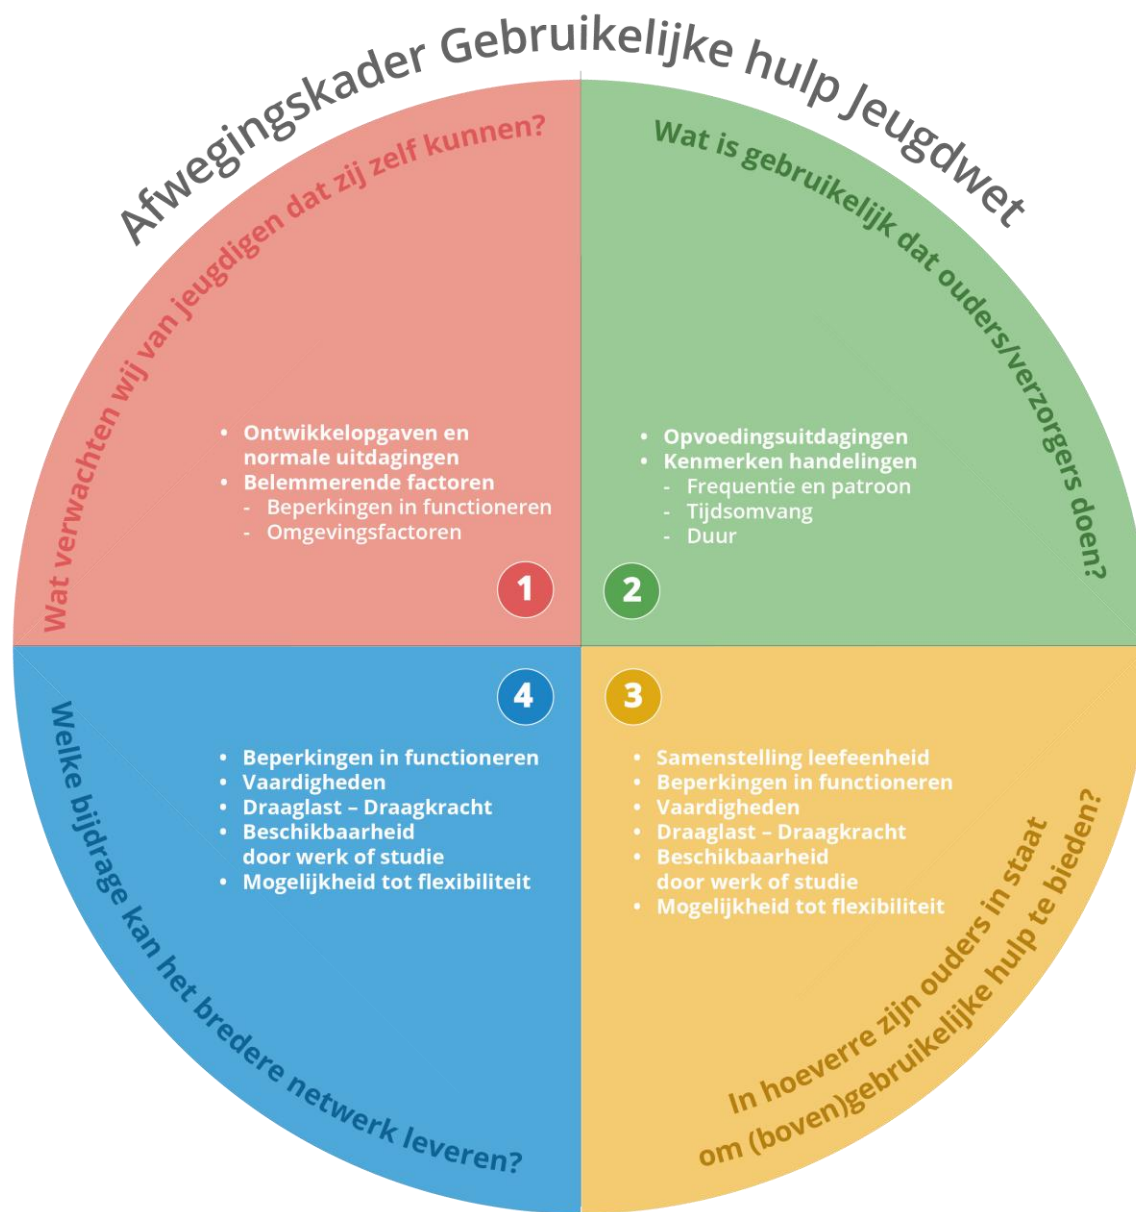 Afwegingskader Gebruikelijke hulp Jeugdwet
Wat verwachten wij van jeugdigen dat zij zelf kunnen?
• Ontwikkelopgaven en
normale uitdagingen
• Belemmerende factoren
- Beperkingen in functioneren
- Omgevingsfactoren
1
Wat is gebruikelijk dat ouders/verzorgers doen?
• Opvoedingsuitdagingen
• Kenmerken handelingen
- Frequentie en patroon
- Tijdsomvang
- Duur
2
3
• Samenstelling leefeenheid
• Beperkingen in functioneren
• Vaardigheden
• Draaglast – Draagkracht
• Beschikbaarheid
door werk of studie
• Mogelijkheid tot flexibiliteit
In hoeverre zijn ouders in staat
om (boven)gebruikelijke hulp te bieden?
4
• Beperkingen in functioneren
• Vaardigheden
• Draaglast – Draagkracht
• Beschikbaarheid
door werk of studie
• Mogelijkheid tot flexibiliteit
Welke bijdrage kan het bredere netwerk leveren?